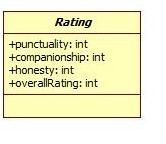 Rating
+punctuality: int
+companionship: int
+honesty: int
+overallRating: int